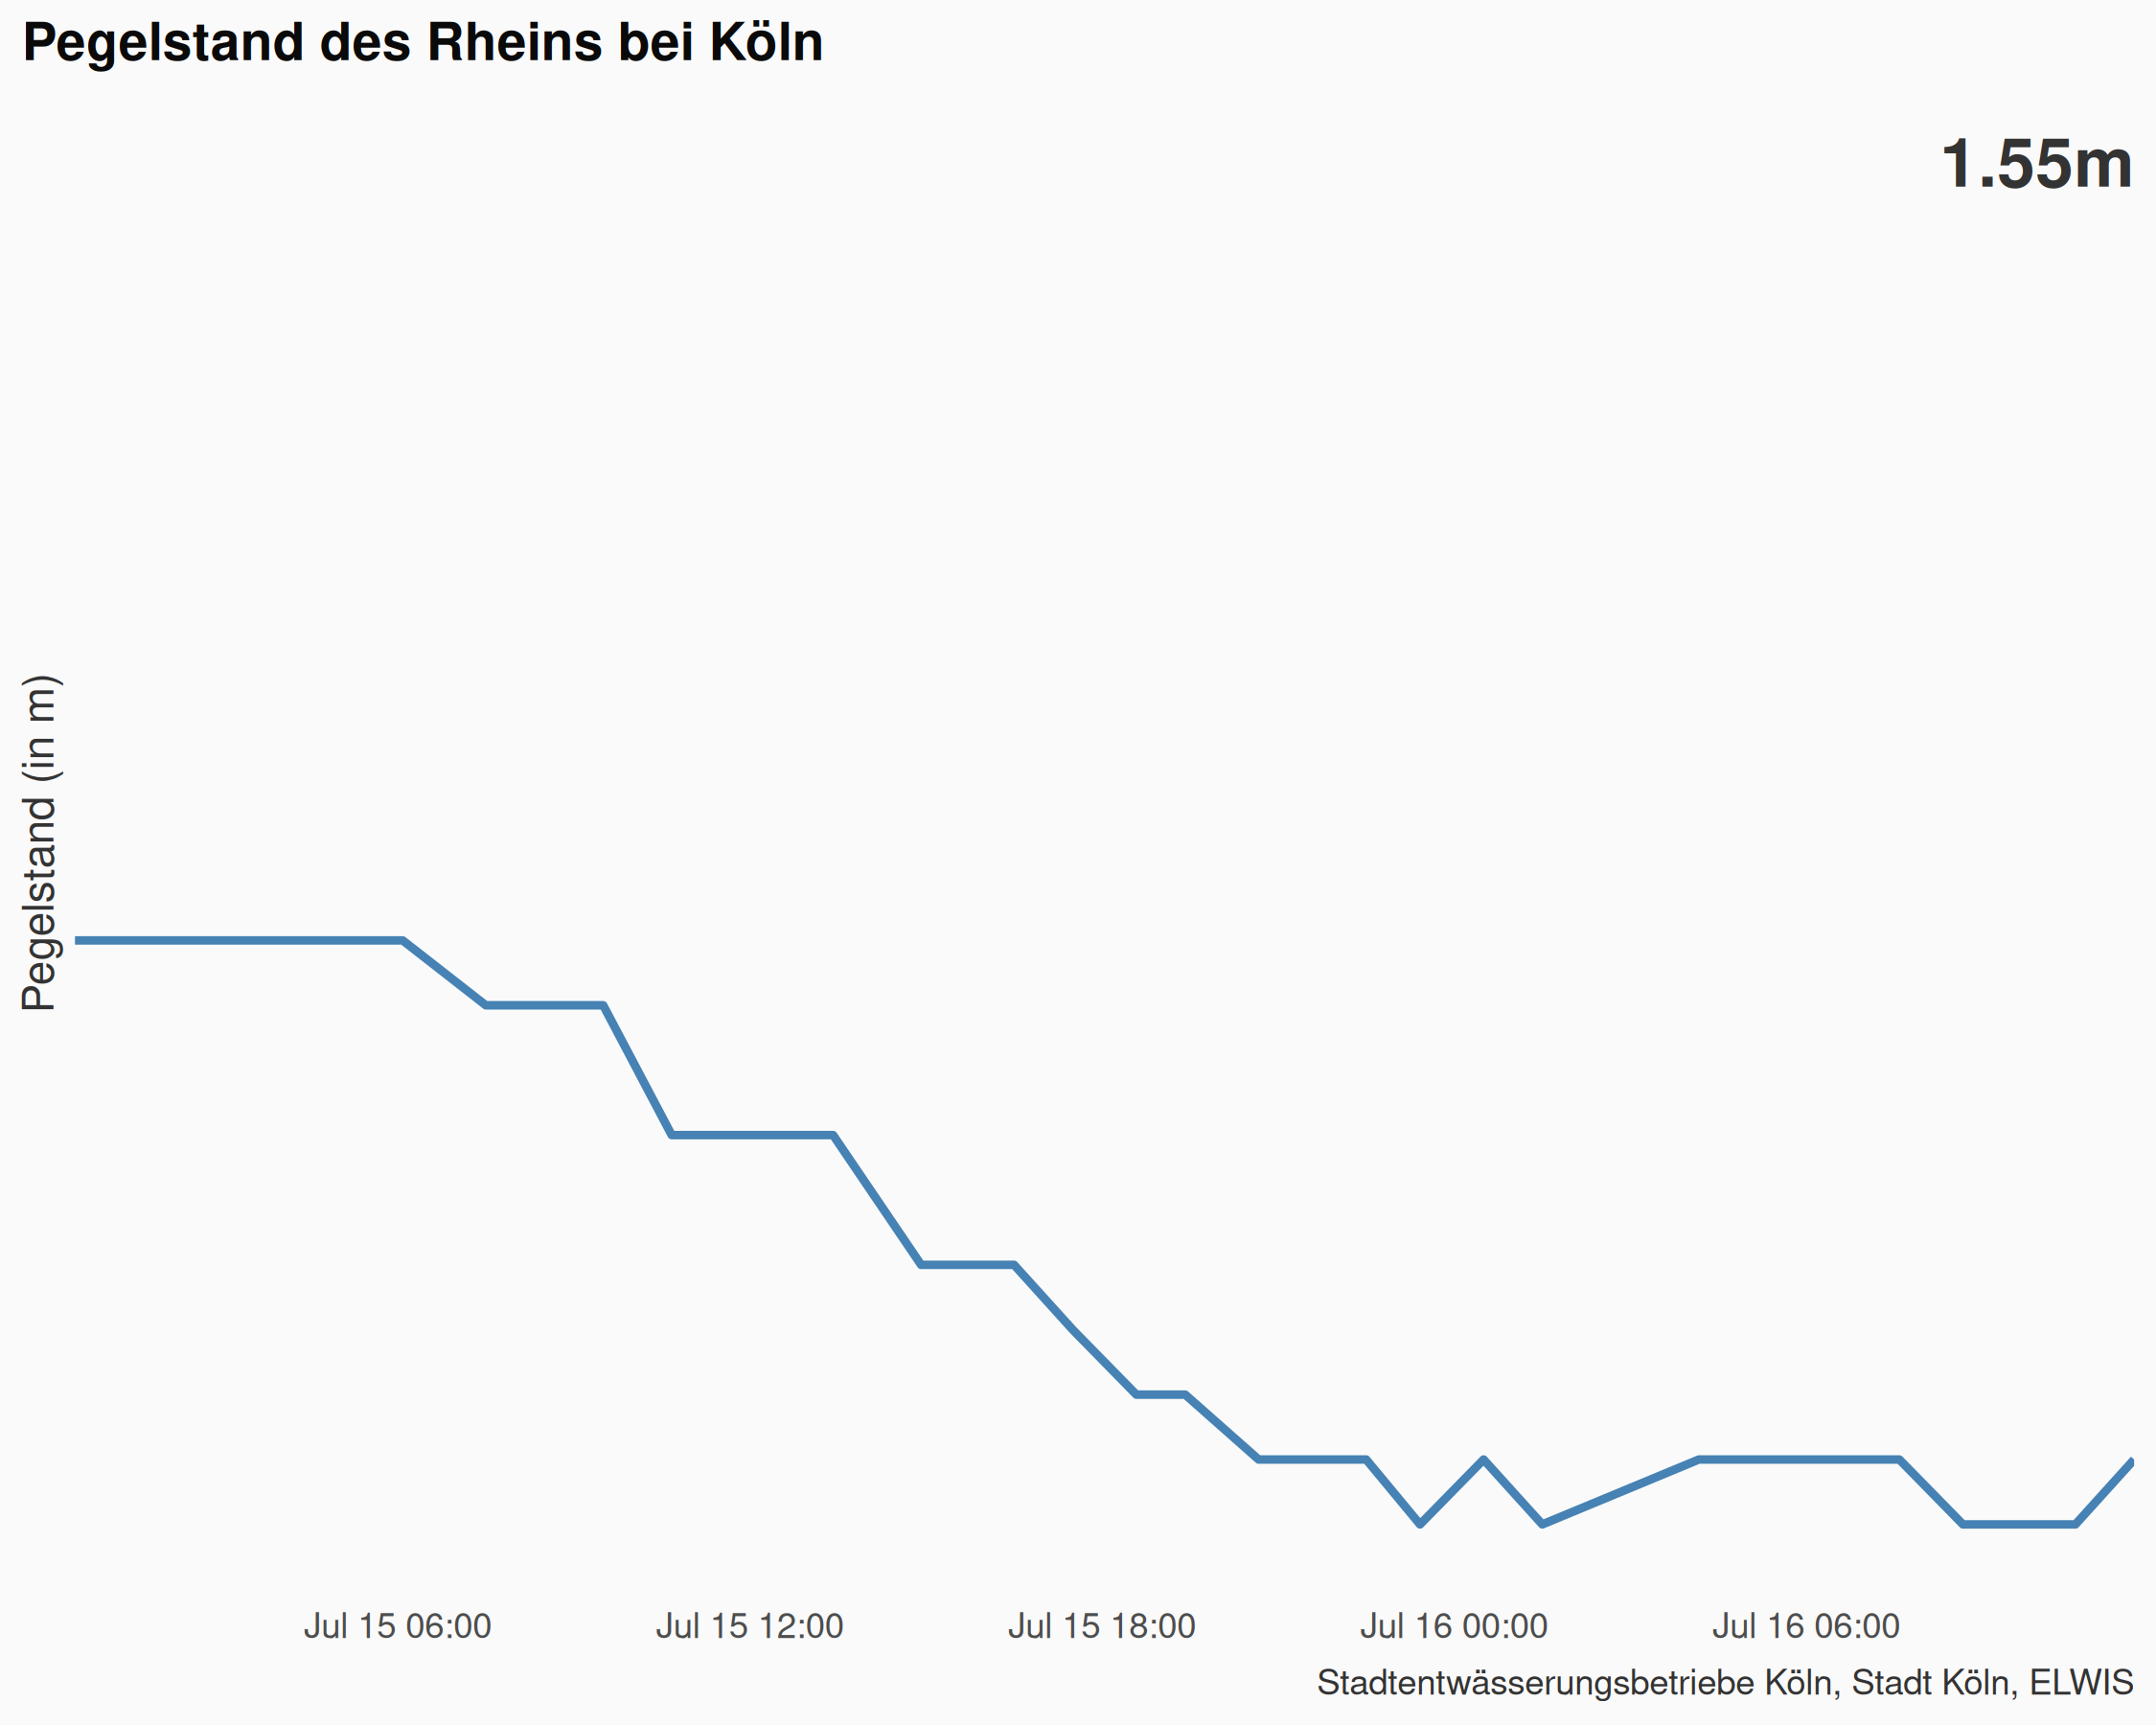 Pegelstand des Rheins bei Köln
1.55m
Pegelstand (in m)
Jul 15 06:00
Jul 15 12:00
Jul 15 18:00
Jul 16 00:00
Jul 16 06:00
Stadtentwässerungsbetriebe Köln, Stadt Köln, ELWIS